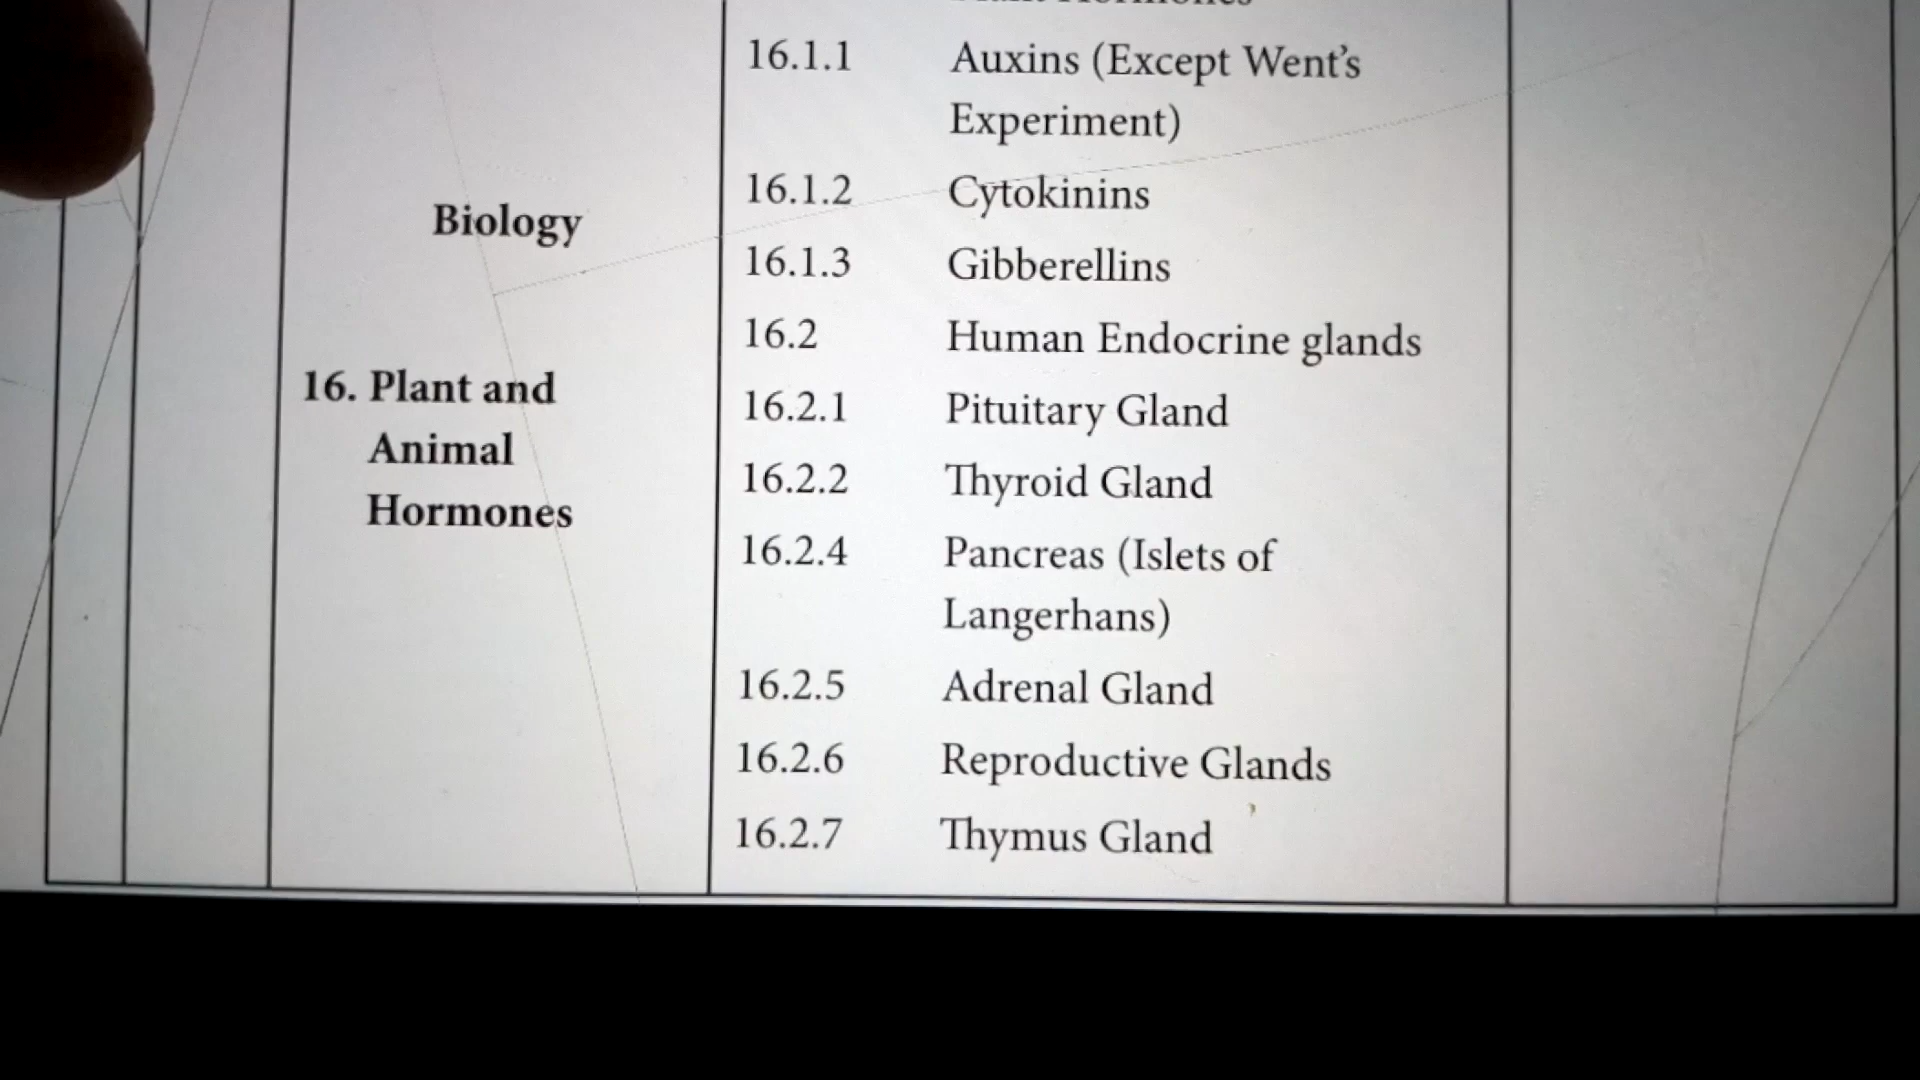 16.1.1 Auxins (Except Went's
Experiment)
16.1.2 Cytokinins
Biology
16.1.3 Gibberellins
16.2 Human Endocrine glands
16. Plant and
Animal
Hormones
16.2.1 Pituitary Gland
16.2.2 Thyroid Gland
16.2.4 Pancreas (Islets of
Langerhans)
16.2.5 Adrenal Gland
16.2.6 Reproductive Glands
16.2.7 Thymus Gland